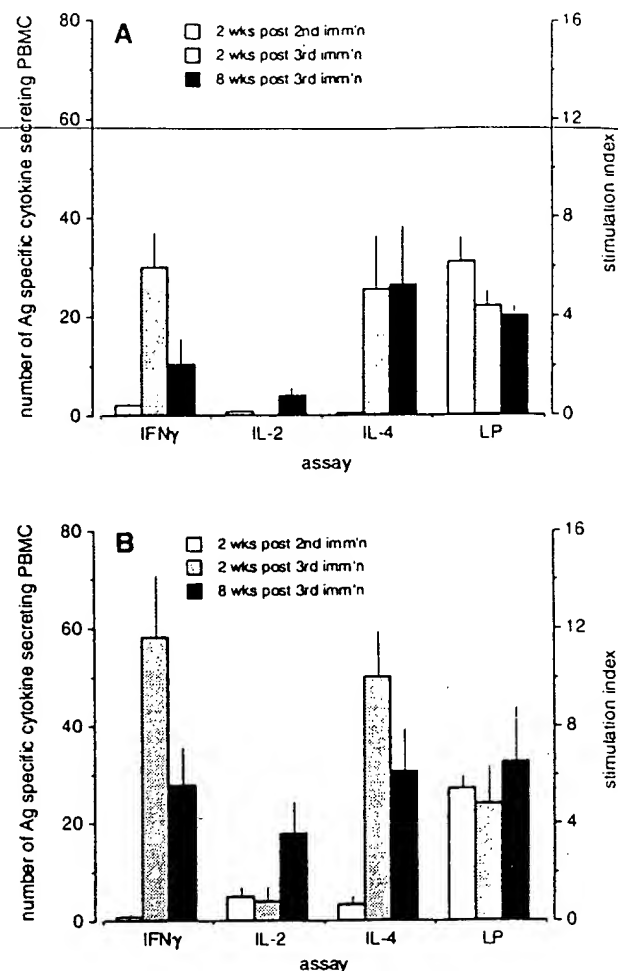 A
2 wks post 2nd imm'n
2 wks post 3rd imm'n
8 wks post 3rd imm'n
number of Ag specific cytokine secreting PBMC
80
60
40
20
0
16
12
8
4
0
stimulation index
IFNγ IL-2 IL-4 LP
assay
B
2 wks post 2nd imm'n
2 wks post 3rd imm'n
8 wks post 3rd imm'n
number of Ag specific cytokine secreting PBMC
80
60
40
20
0
16
12
8
4
0
stimulation index
IFNγ IL-2 IL-4 LP
assay